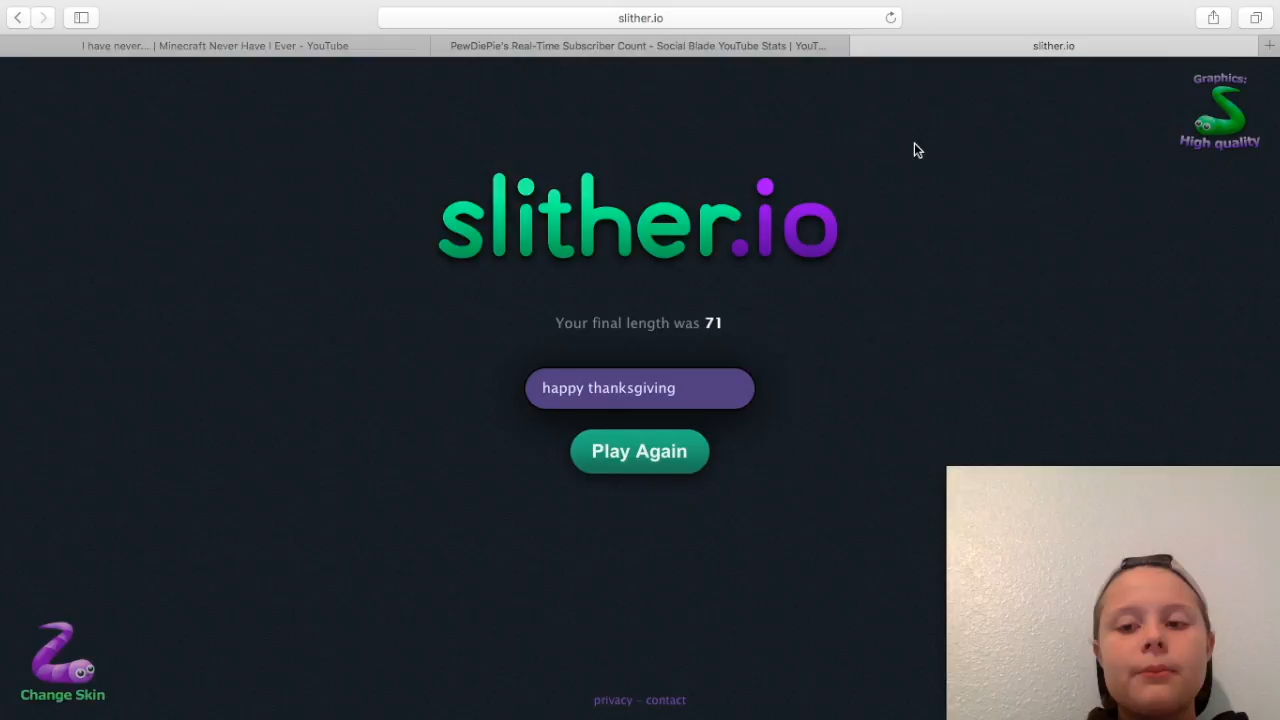 slither.io
I have never... | Minecraft Never Have I Ever - YouTube
PewDiePie's Real-Time Subscriber Count - Social Blade YouTube Stats | YouT...
slither.io
Graphics:
High quality
slither.io
Your final length was 71
happy thanksgiving
Play Again
Change Skin
privacy - contact